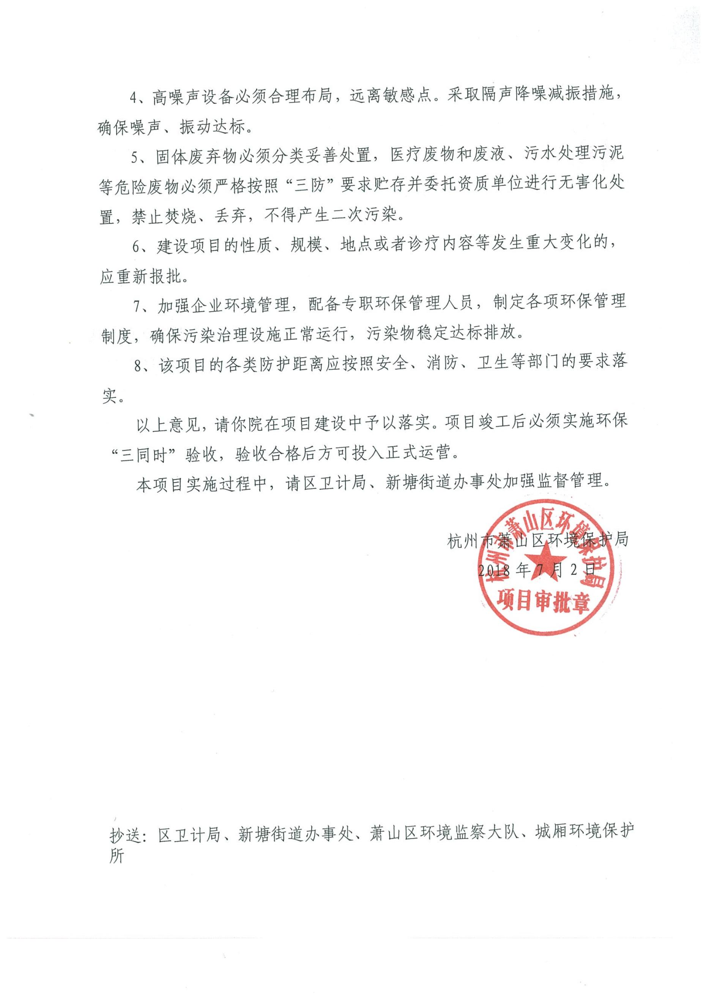 4、高噪声设备必须合理布局，远离敏感点。采取隔声降噪减振措施，
确保噪声、振动达标。
5、固体废弃物必须分类妥善处置，医疗废物和废液、污水处理污泥
等危险废物必须严格按照“三防”要求贮存并委托资质单位进行无害化处
置，禁止焚烧、丢弃，不得产生二次污染。
6、建设项目的性质、规模、地点或者诊疗内容等发生重大变化的，
应重新报批。
7、加强企业环境管理，配备专职环保管理人员，制定各项环保管理
制度，确保污染治理设施正常运行，污染物稳定达标排放。
8、该项目的各类防护距离应按照安全、消防、卫生等部门的要求落
实。
以上意见，请你院在项目建设中予以落实。项目竣工后必须实施环保
“三同时”验收，验收合格后方可投入正式运营。
本项目实施过程中，请区卫计局、新塘街道办事处加强监督管理。
杭州市萧山区环境保护局
2018年7月2日
杭州市萧山区环境保护局
项目审批章
抄送：区卫计局、新塘街道办事处、萧山区环境监察大队、城厢环境保护
所